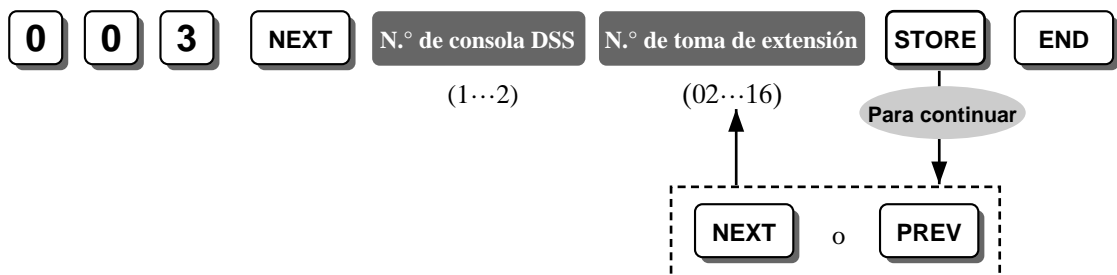 0 0 3 NEXT N.° de consola DSS N.° de toma de extensión STORE END
(1···2) (02···16)
Para continuar
NEXT o PREV